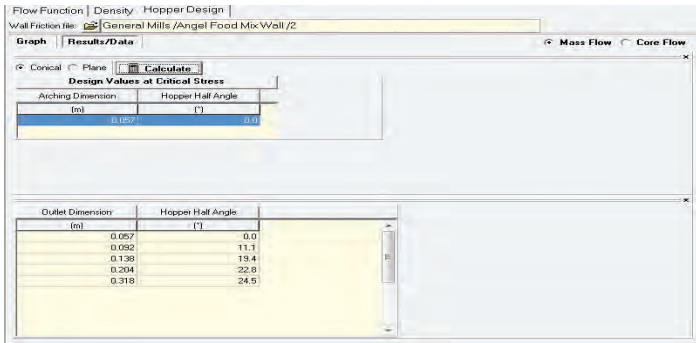 Flow Function Density Hopper Design
Wall Friction file: General Mills /Angel Food Mix Wall /2
Graph Results/Data Mass Flow Core Flow
Conical Plane Calculate
Design Values at Critical Stress
Arching Dimension Hopper Half Angle
(m) (°)
0.057 0.0
Outlet Dimension Hopper Half Angle
(m) (°)
0.057 0.0
0.092 11.1
0.138 19.4
0.204 22.8
0.318 24.5